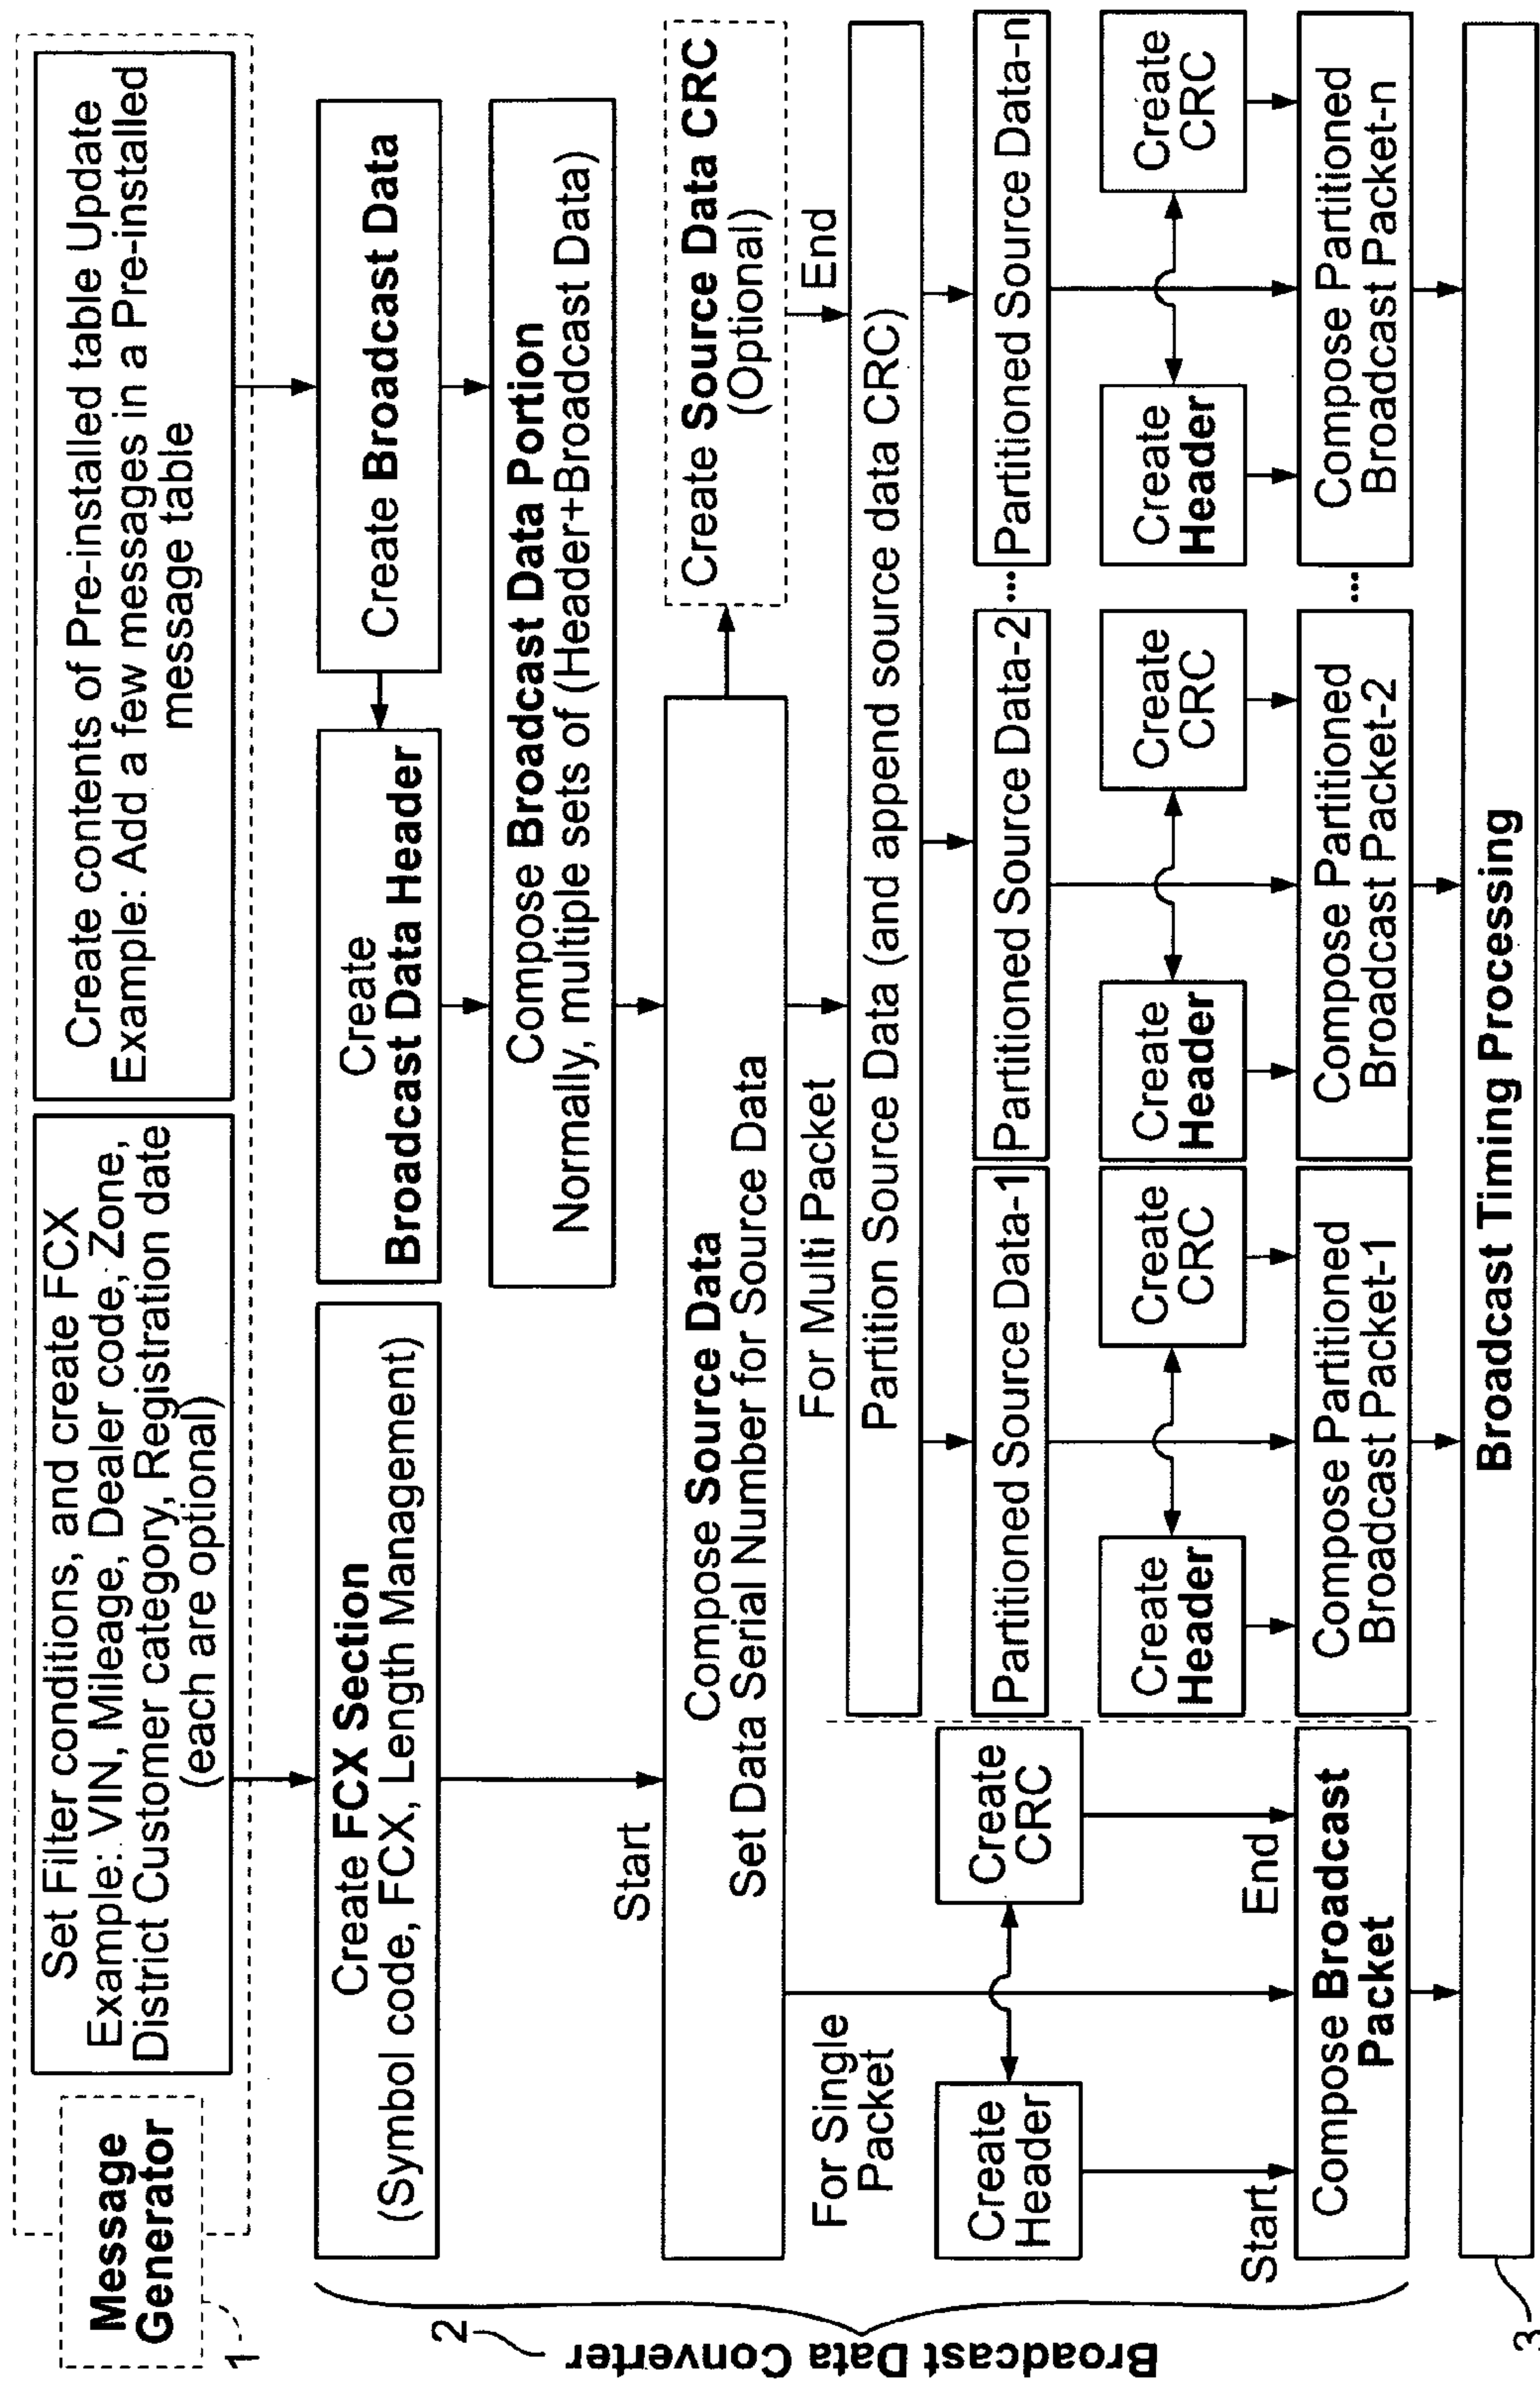 Message
Generator
1
Set Filter conditions, and create FCX
Example: VIN, Mileage, Dealer code, Zone,
District Customer category, Registration date
(each are optional)
Create contents of Pre-installed table Update
Example: Add a few messages in a Pre-installed
message table
Broadcast Data Converter
2
Create FCX Section
(Symbol code, FCX, Length Management)
Create
Broadcast Data Header
Create Broadcast Data
Compose Broadcast Data Portion
Normally, multiple sets of (Header+Broadcast Data)
Start
Compose Source Data
Set Data Serial Number for Source Data
Create Source Data CRC
(Optional)
For Single
Packet
For Multi Packet
End
Partition Source Data (and append source data CRC)
Create
Header
Create
CRC
Partitioned Source Data-1
Partitioned Source Data-2
...
Partitioned Source Data-n
Create
Header
Create
CRC
Create
Header
Create
CRC
Create
Header
Create
CRC
Start
End
Compose Broadcast
Packet
Compose Partitioned
Broadcast Packet-1
Compose Partitioned
Broadcast Packet-2
...
Compose Partitioned
Broadcast Packet-n
Broadcast Timing Processing
3